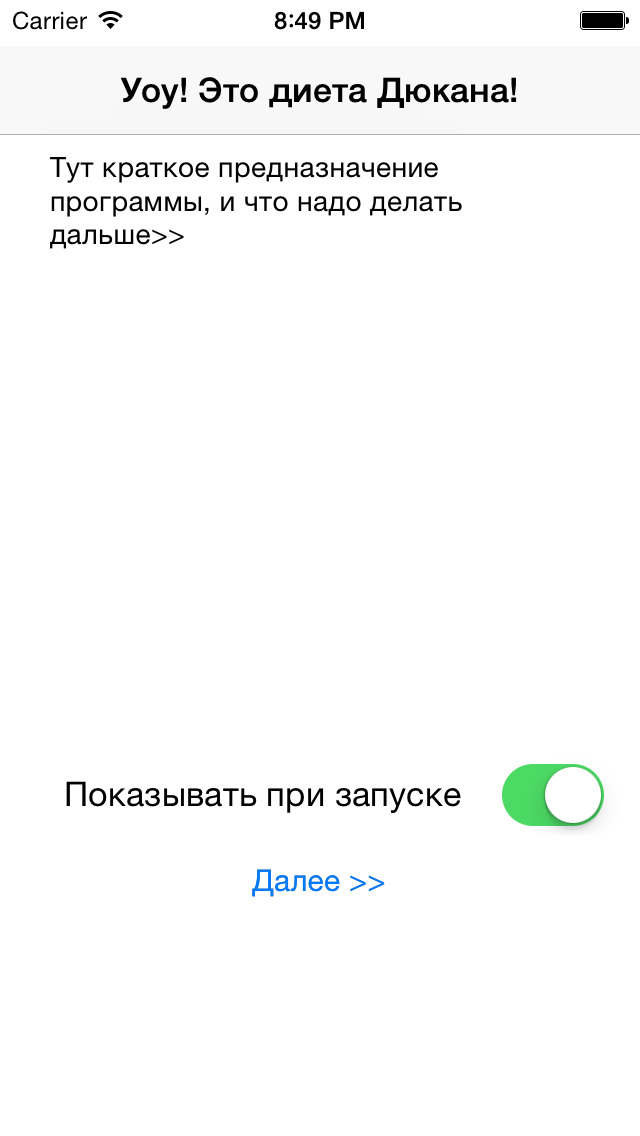 Carrier
8:49 PM
Уоу! Это диета Дюкана!
Тут краткое предназначение
программы, и что надо делать
дальше>>
Показывать при запуске
Далее >>